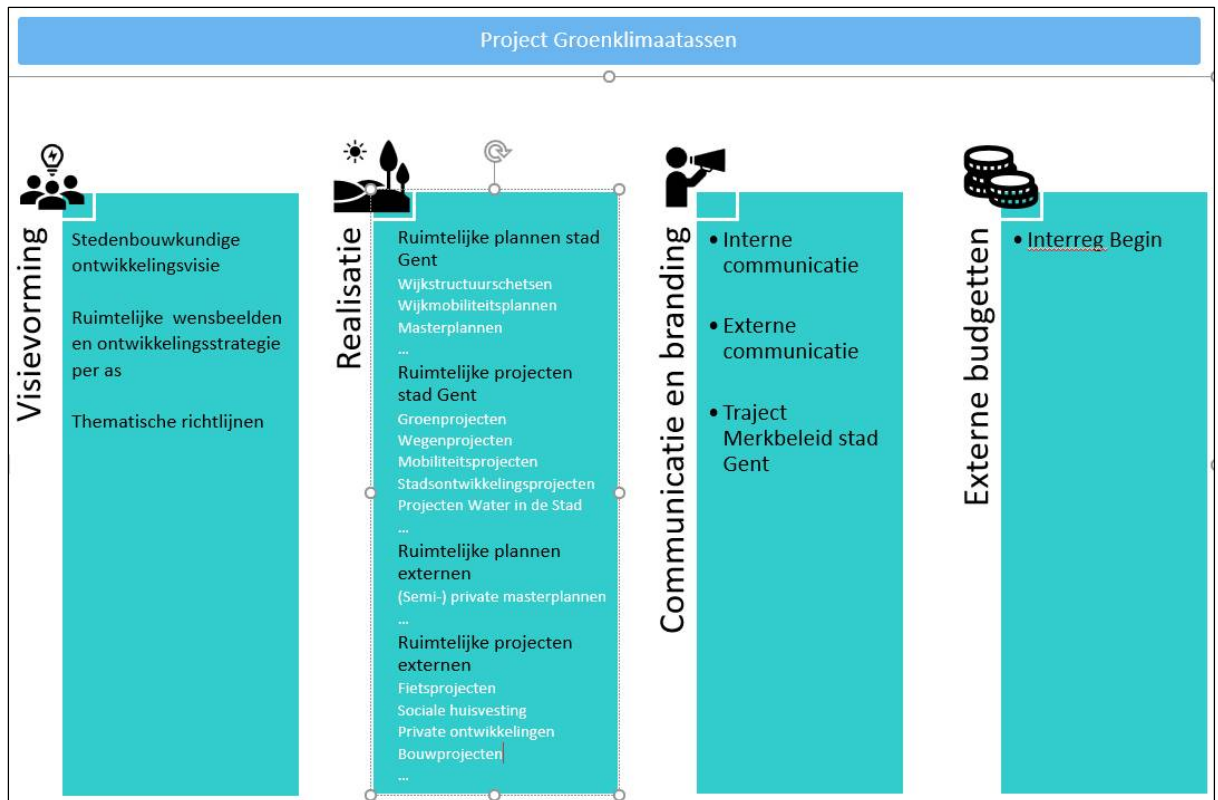 Project Groenklimaatassen
Visievorming
Stedenbouwkundige
ontwikkelingsvisie
Ruimtelijke wensbeelden
en ontwikkelingsstrategie
per as
Thematische richtlijnen
Realisatie
Ruimtelijke plannen stad
Gent
Wijkstructuurschetsen
Wijkmobiliteitsplannen
Masterplannen
...
Ruimtelijke projecten
stad Gent
Groenprojecten
Wegenprojecten
Mobiliteitsprojecten
Stadsontwikkelingsprojecten
Projecten Water in de Stad
...
Ruimtelijke plannen
externen
(Semi-) private masterplannen
...
Ruimtelijke projecten
externen
Fietsprojecten
Sociale huisvesting
Private ontwikkelingen
Bouwprojecten
...
Communicatie en branding
• Interne
communicatie
• Externe
communicatie
• Traject
Merkbeleid stad
Gent
Externe budgetten
• Interreg Begin